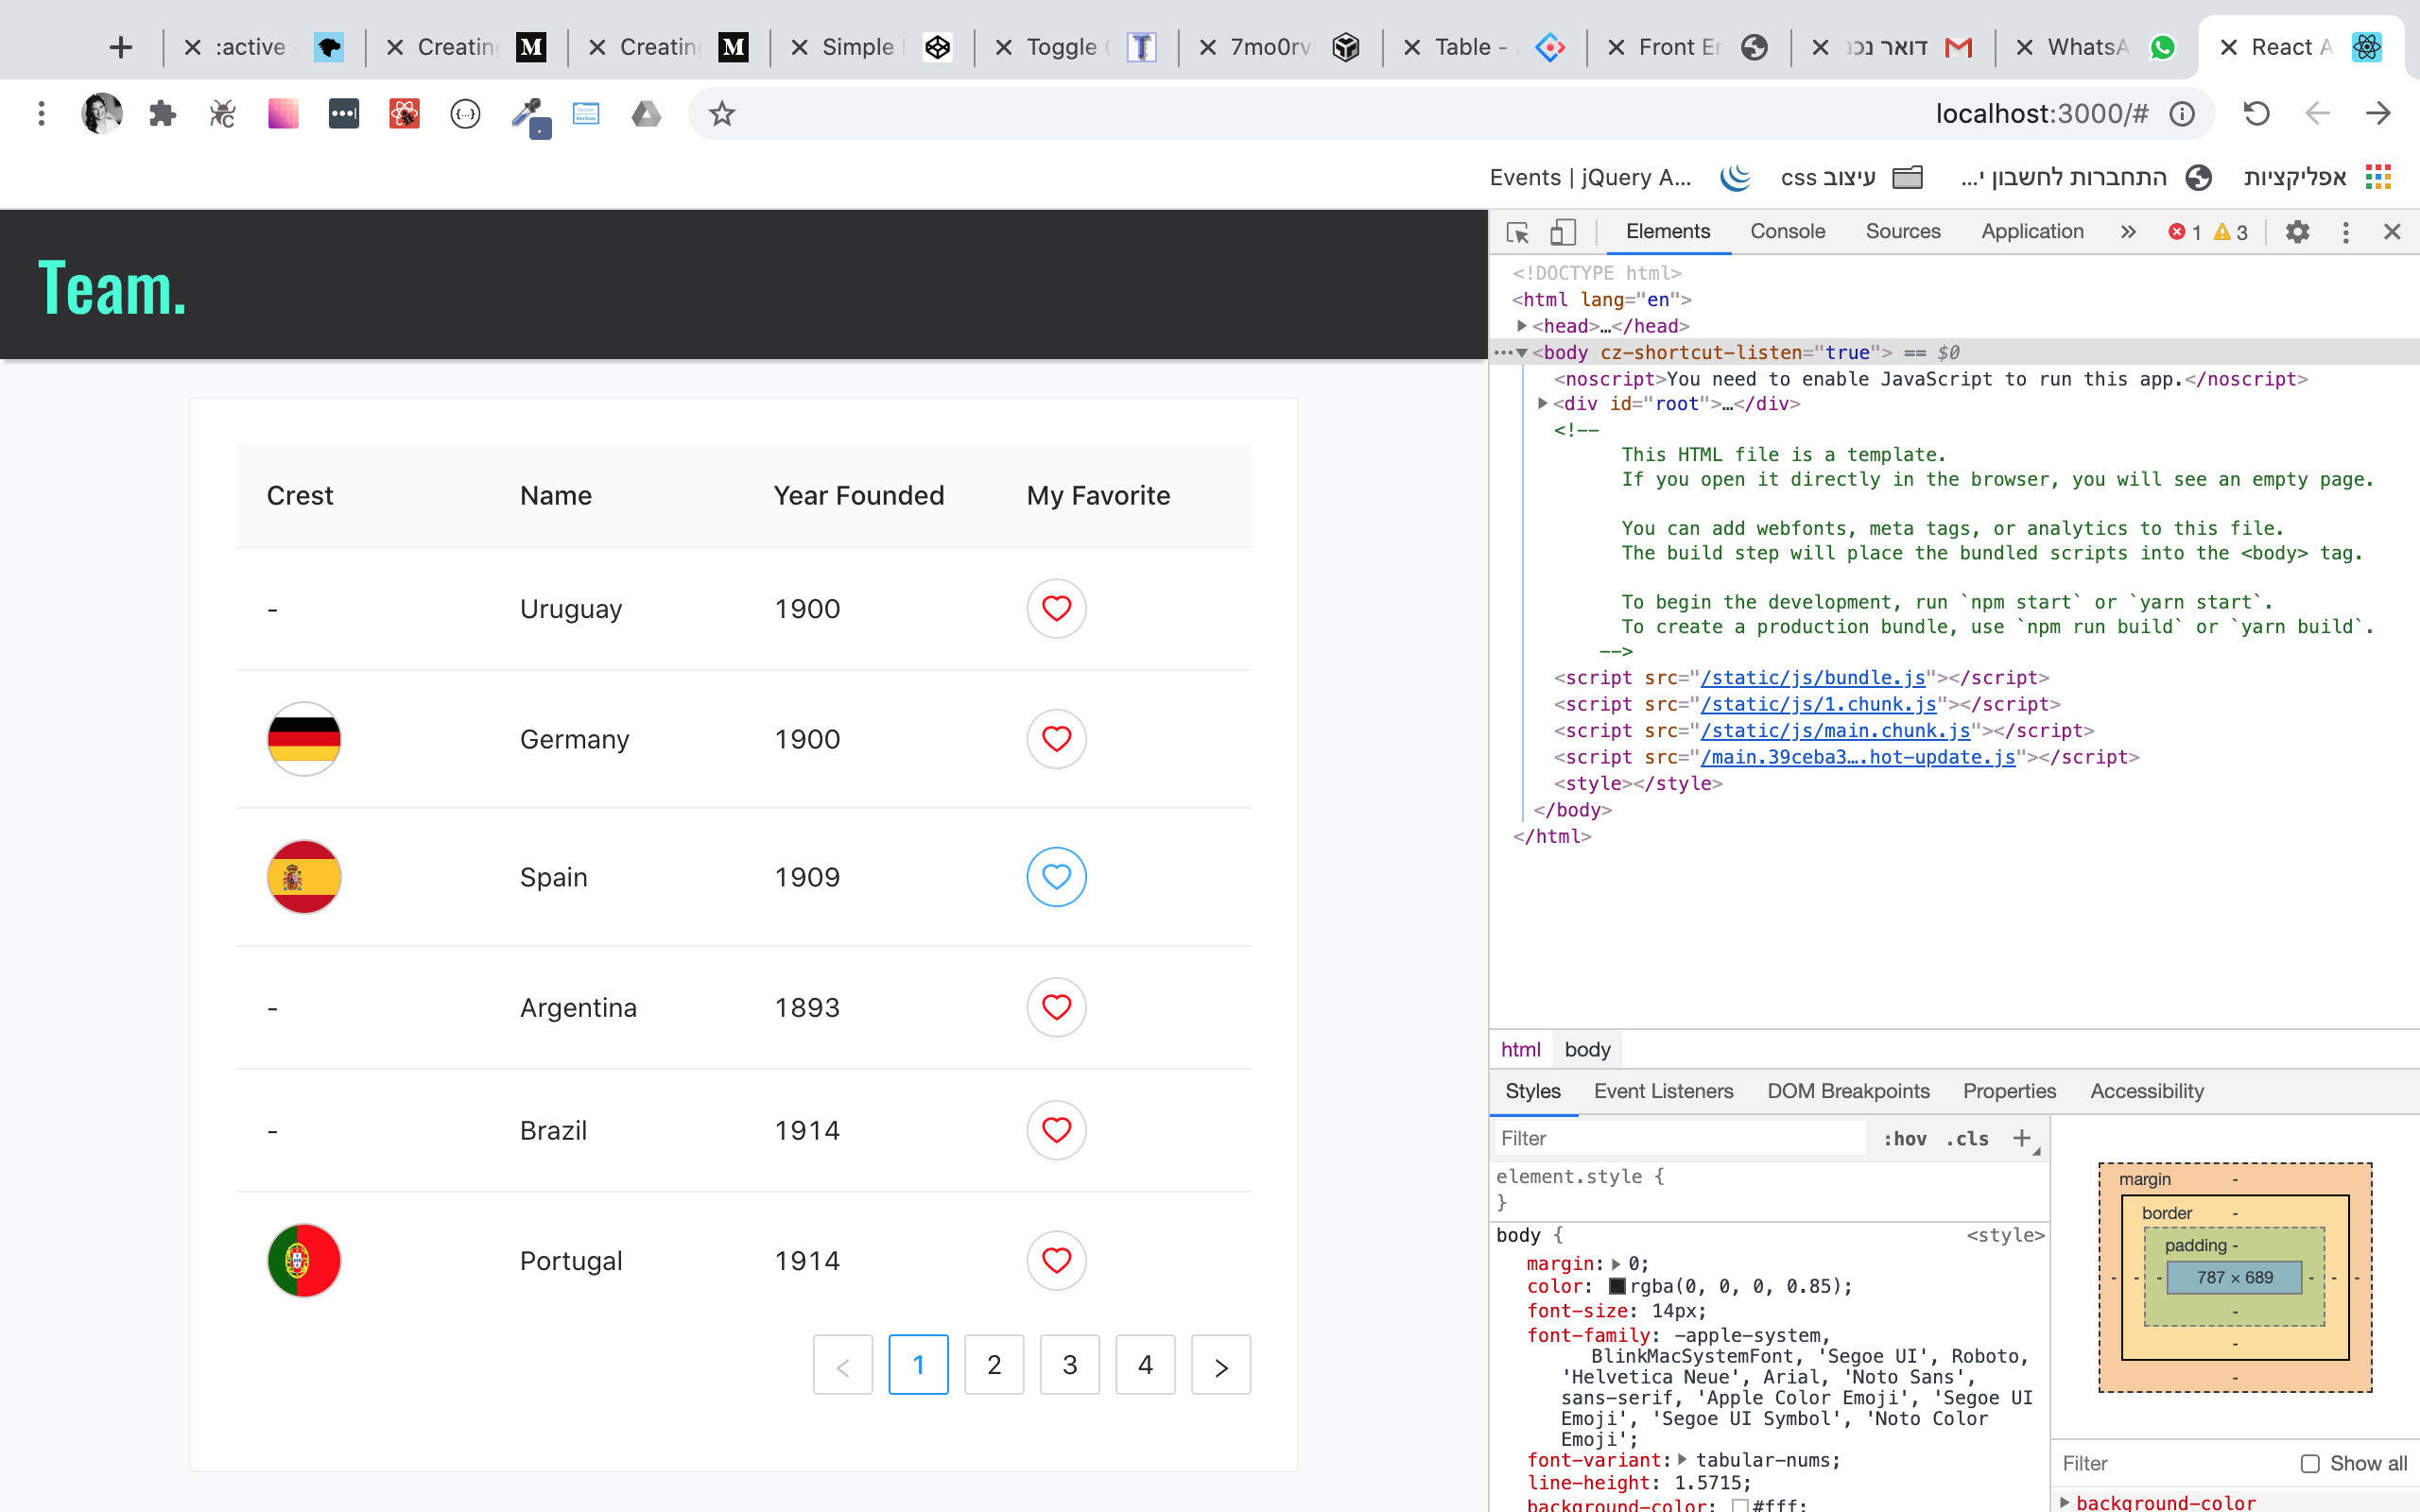 :active
Creating
Creating
Simple
Toggle
7mo0rv
Table -
Front En
דואר נכנ
WhatsA
React A
localhost:3000/#
Events | jQuery A...
עיצוב css
התחברות לחשבון י...
אפליקציות
Team.
Crest Name Year Founded My Favorite
- Uruguay 1900
Germany 1900
Spain 1909
- Argentina 1893
- Brazil 1914
Portugal 1914
< 1 2 3 4 >
Elements Console Sources Application » 1 3
<!DOCTYPE html>
<html lang="en">
<head>…</head>
<body cz-shortcut-listen="true"> == $0
<noscript>You need to enable JavaScript to run this app.</noscript>
<div id="root">…</div>
<!--
This HTML file is a template.
If you open it directly in the browser, you will see an empty page.
You can add webfonts, meta tags, or analytics to this file.
The build step will place the bundled scripts into the <body> tag.
To begin the development, run `npm start` or `yarn start`.
To create a production bundle, use `npm run build` or `yarn build`.
-->
<script src="/static/js/bundle.js"></script>
<script src="/static/js/1.chunk.js"></script>
<script src="/static/js/main.chunk.js"></script>
<script src="/main.39ceba3….hot-update.js"></script>
<style></style>
</body>
</html>
html body
Styles Event Listeners DOM Breakpoints Properties Accessibility
Filter :hov .cls +
element.style {
}
body { <style>
margin: 0;
color: rgba(0, 0, 0, 0.85);
font-size: 14px;
font-family: -apple-system,
BlinkMacSystemFont, 'Segoe UI', Roboto,
'Helvetica Neue', Arial, 'Noto Sans',
sans-serif, 'Apple Color Emoji', 'Segoe UI
Emoji', 'Segoe UI Symbol', 'Noto Color
Emoji';
font-variant: tabular-nums;
line-height: 1.5715;
background-color: #fff;
margin -
border -
padding -
- - - 787 × 689 - - -
-
-
-
Filter Show all
background-color